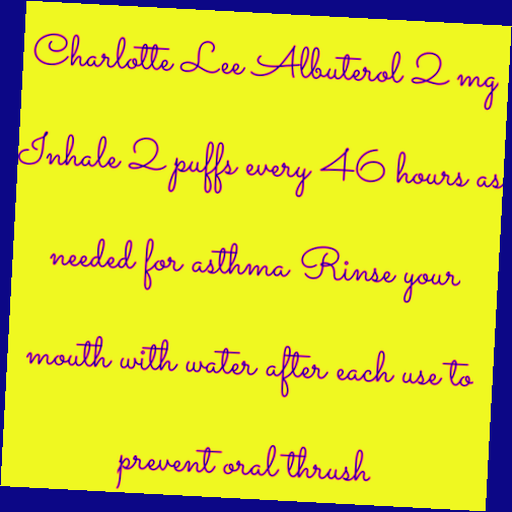 Charlotte Lee Albuterol 2 mg
Inhale 2 puffs every 46 hours as
needed for asthma Rinse your
mouth with water after each use to
prevent oral thrush